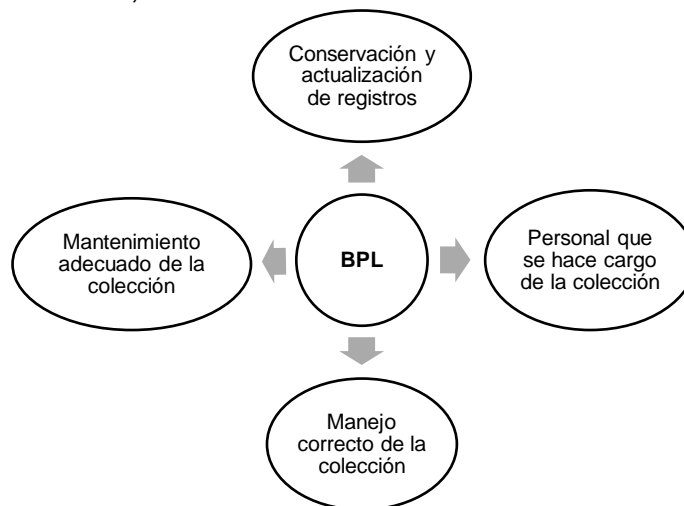 Conservación y
actualización
de registros
Mantenimiento
adecuado de la
colección
BPL
Personal que
se hace cargo
de la colección
Manejo
correcto de la
colección